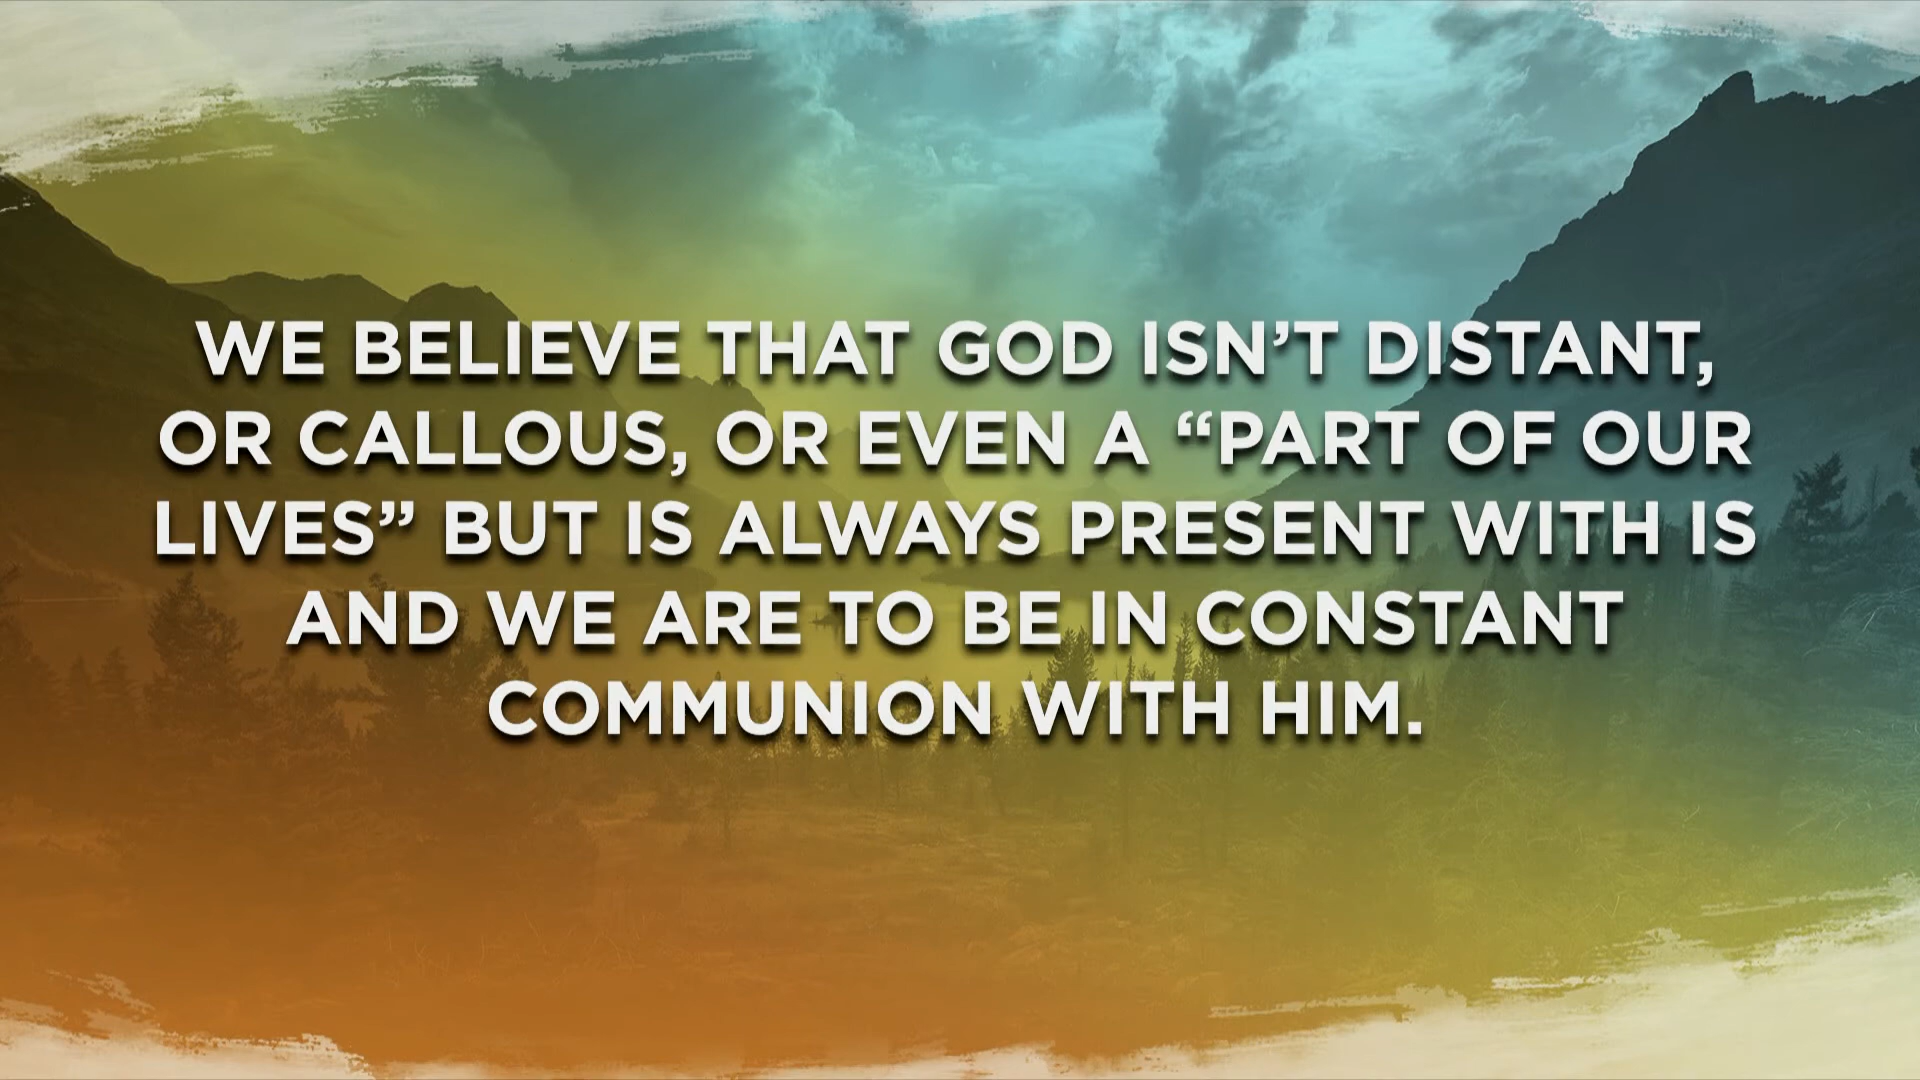 WE BELIEVE THAT GOD ISN’T DISTANT,
OR CALLOUS, OR EVEN A “PART OF OUR
LIVES” BUT IS ALWAYS PRESENT WITH IS
AND WE ARE TO BE IN CONSTANT
COMMUNION WITH HIM.